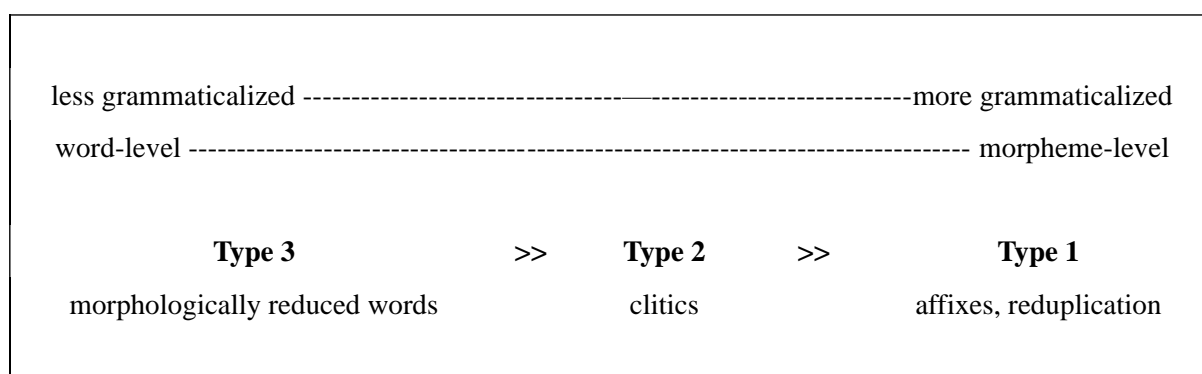 less grammaticalized ---------------------------------—---------------------------more grammaticalized
word-level --------------------------------------------------------------------------------- morpheme-level
Type 3 >> Type 2 >> Type 1
morphologically reduced words clitics affixes, reduplication